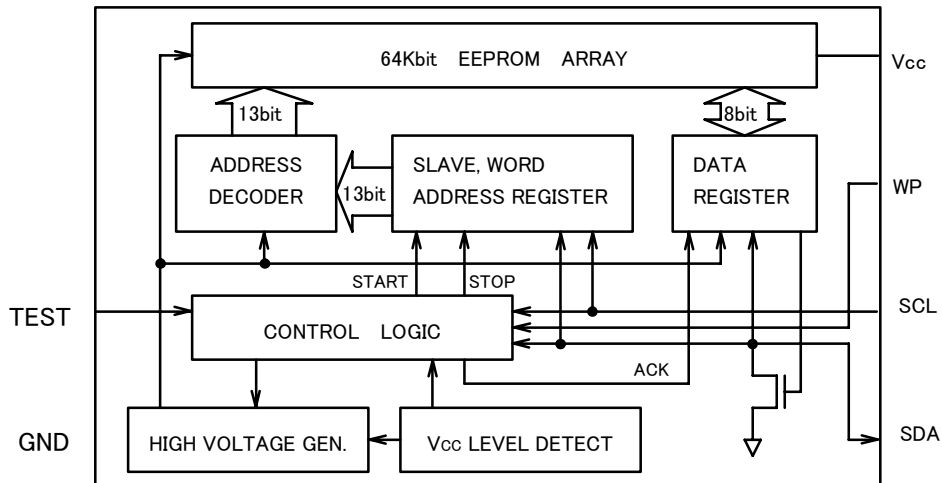 64Kbit EEPROM ARRAY
Vcc
13bit
8bit
ADDRESS
DECODER
13bit
SLAVE, WORD
ADDRESS REGISTER
DATA
REGISTER
WP
START
STOP
TEST
CONTROL LOGIC
SCL
ACK
GND
HIGH VOLTAGE GEN.
Vcc LEVEL DETECT
SDA